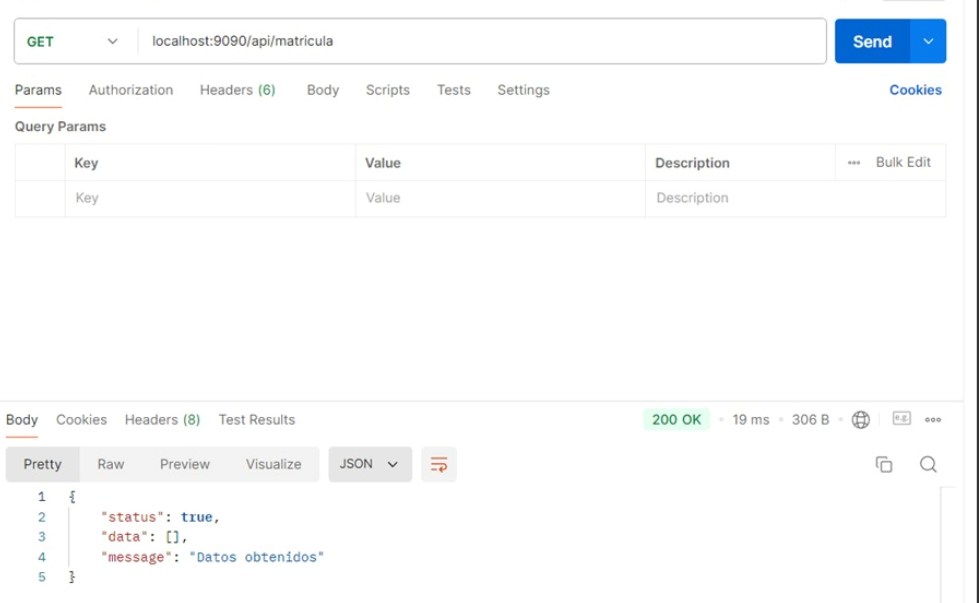 GET localhost:9090/api/matricula Send
Params Authorization Headers (6) Body Scripts Tests Settings Cookies
Query Params
Key Value Description Bulk Edit
Key Value Description
Body Cookies Headers (8) Test Results 200 OK 19 ms 306 B e.g.
Pretty Raw Preview Visualize JSON
1 {
2 "status": true,
3 "data": [],
4 "message": "Datos obtenidos"
5 }